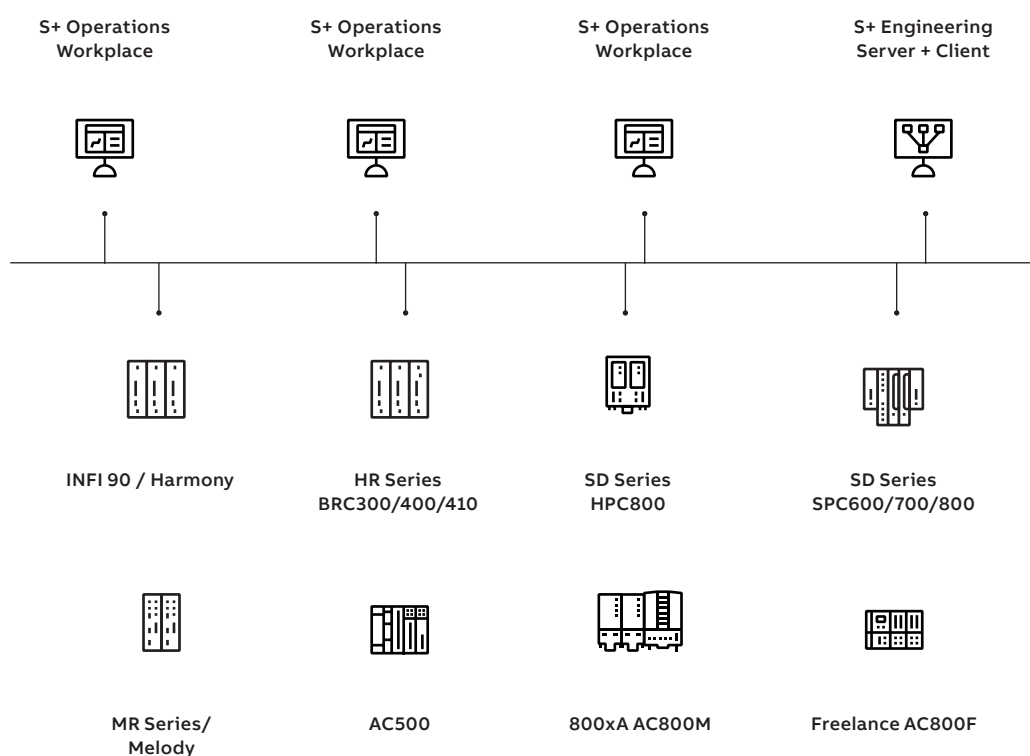 S+ Operations
Workplace
S+ Operations
Workplace
S+ Operations
Workplace
S+ Engineering
Server + Client
INFI 90 / Harmony
HR Series
BRC300/400/410
SD Series
HPC800
SD Series
SPC600/700/800
MR Series/
Melody
AC500
800xA AC800M
Freelance AC800F